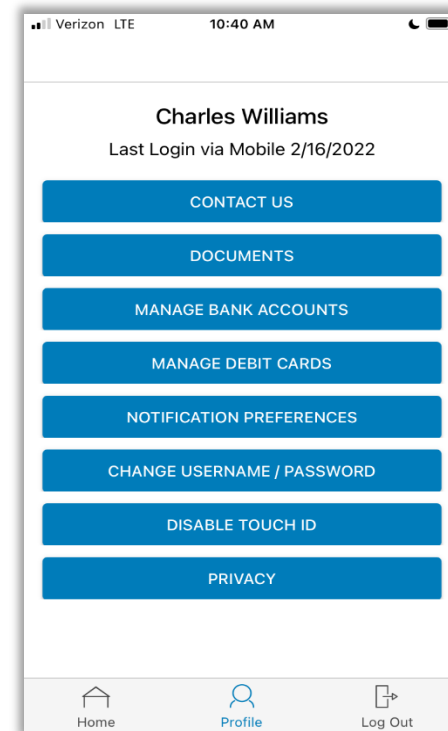 Verizon LTE 10:40 AM
Charles Williams
Last Login via Mobile 2/16/2022
CONTACT US
DOCUMENTS
MANAGE BANK ACCOUNTS
MANAGE DEBIT CARDS
NOTIFICATION PREFERENCES
CHANGE USERNAME / PASSWORD
DISABLE TOUCH ID
PRIVACY
Home Profile Log Out